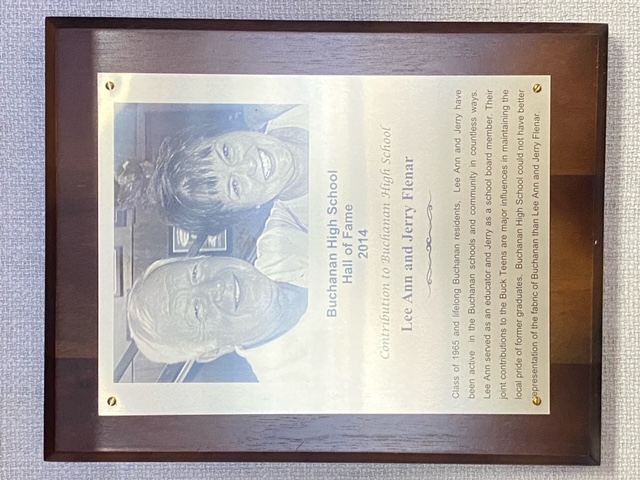 Buchanan High School
Hall of Fame
2014
Contribution to Buchanan High School
Lee Ann and Jerry Flenar
Class of 1965 and lifelong Buchanan residents, Lee Ann and Jerry have
been active in the Buchanan schools and community in countless ways.
Lee Ann served as an educator and Jerry as a school board member. Their
joint contributions to the Buck Teens are major influences in maintaining the
local pride of former graduates. Buchanan High School could not have better
representation of the fabric of Buchanan than Lee Ann and Jerry Flenar.